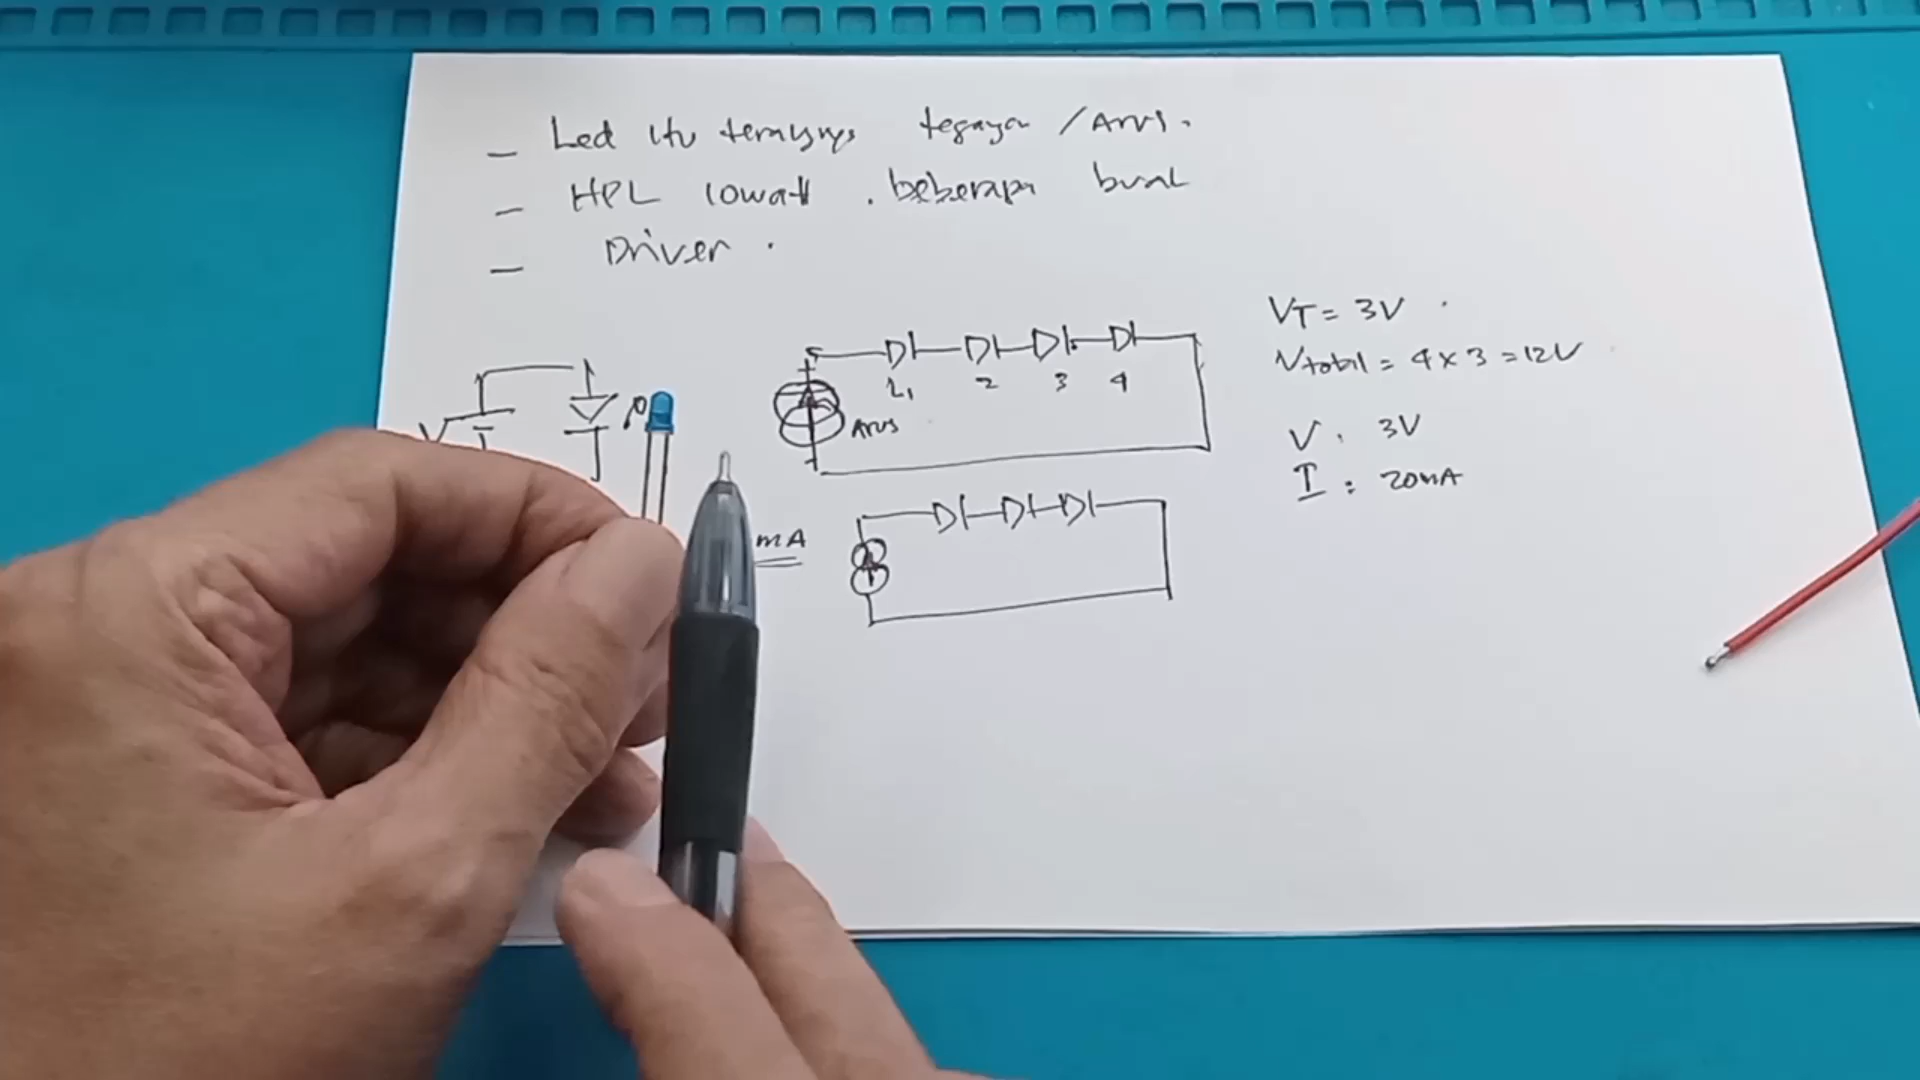 - Led itu ternyata tegangan / Arus.
- HPL 10watt . beberapa buah
- Driver .
VT = 3V
Vtotal = 4 x 3 = 12V
L1 2 3 4
V
Arus
V : 3V
I : 20mA
mA